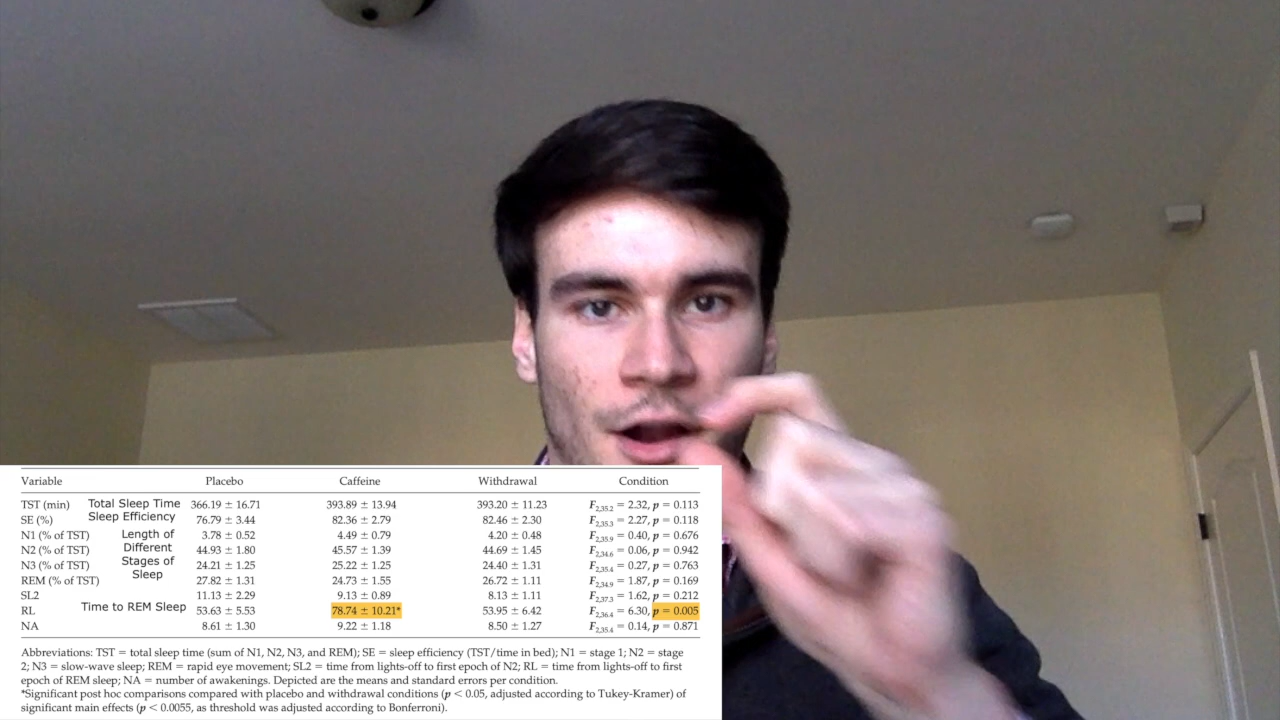 Variable Placebo Caffeine Withdrawal Condition
TST (min) Total Sleep Time 366.19 ± 16.71 393.89 ± 13.94 393.20 ± 11.23 F2,35.2 = 2.32, p = 0.113
SE (%) Sleep Efficiency 76.79 ± 3.44 82.36 ± 2.79 82.46 ± 2.30 F2,35.3 = 2.27, p = 0.118
N1 (% of TST) Length of 3.78 ± 0.52 4.49 ± 0.79 4.20 ± 0.48 F2,35.9 = 0.40, p = 0.676
N2 (% of TST) Different 44.93 ± 1.80 45.57 ± 1.39 44.69 ± 1.45 F2,34.6 = 0.06, p = 0.942
N3 (% of TST) Stages of 24.21 ± 1.25 25.22 ± 1.25 24.40 ± 1.31 F2,35.4 = 0.27, p = 0.763
REM (% of TST) Sleep 27.82 ± 1.31 24.73 ± 1.55 26.72 ± 1.11 F2,34.9 = 1.87, p = 0.169
SL2 11.13 ± 2.29 9.13 ± 0.89 8.13 ± 1.11 F2,37.3 = 1.62, p = 0.212
RL Time to REM Sleep 53.63 ± 5.53 78.74 ± 10.21* 53.95 ± 6.42 F2,36.4 = 6.30, p = 0.005
NA 8.61 ± 1.30 9.22 ± 1.18 8.50 ± 1.27 F2,35.4 = 0.14, p = 0.871
Abbreviations: TST = total sleep time (sum of N1, N2, N3, and REM); SE = sleep efficiency (TST/time in bed); N1 = stage 1; N2 = stage
2; N3 = slow-wave sleep; REM = rapid eye movement; SL2 = time from lights-off to first epoch of N2; RL = time from lights-off to first
epoch of REM sleep; NA = number of awakenings. Depicted are the means and standard errors per condition.
*Significant post hoc comparisons compared with placebo and withdrawal conditions (p < 0.05, adjusted according to Tukey-Kramer) of
significant main effects (p < 0.0055, as threshold was adjusted according to Bonferroni).